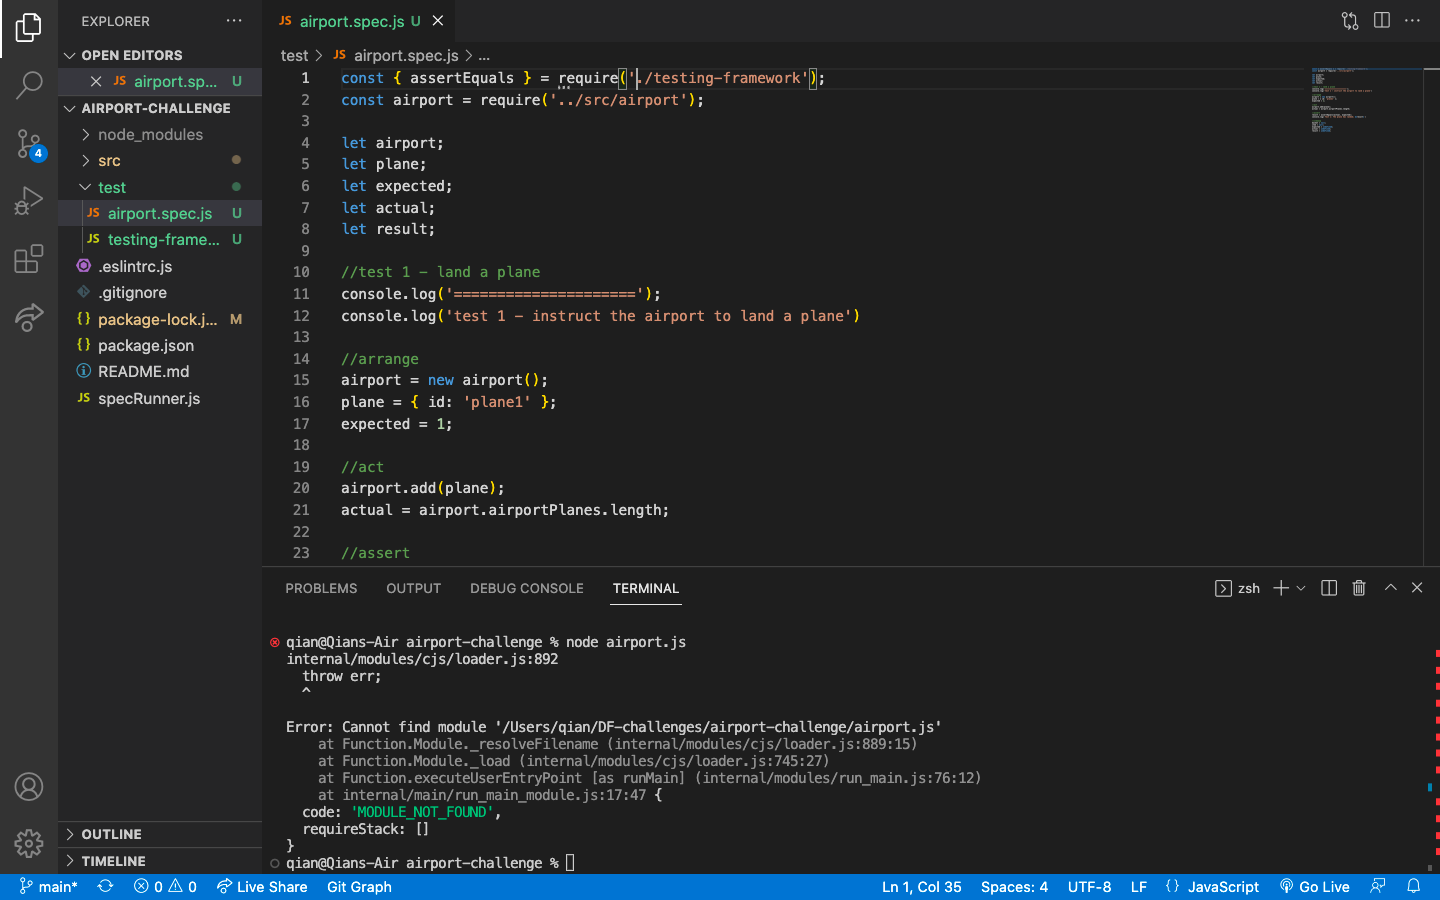 EXPLORER
OPEN EDITORS
JS airport.sp... U
AIRPORT-CHALLENGE
node_modules
src
test
JS airport.spec.js U
JS testing-frame... U
.eslintrc.js
.gitignore
{} package-lock.j... M
{} package.json
README.md
JS specRunner.js
OUTLINE
TIMELINE
4
JS airport.spec.js U
test > JS airport.spec.js > ...
1 const { assertEquals } = require('./testing-framework');
2 const airport = require('../src/airport');
3
4 let airport;
5 let plane;
6 let expected;
7 let actual;
8 let result;
9
10 //test 1 - land a plane
11 console.log('=====================');
12 console.log('test 1 - instruct the airport to land a plane')
13
14 //arrange
15 airport = new airport();
16 plane = { id: 'plane1' };
17 expected = 1;
18
19 //act
20 airport.add(plane);
21 actual = airport.airportPlanes.length;
22
23 //assert
PROBLEMS OUTPUT DEBUG CONSOLE TERMINAL zsh
qian@Qians-Air airport-challenge % node airport.js
internal/modules/cjs/loader.js:892
throw err;
^
Error: Cannot find module '/Users/qian/DF-challenges/airport-challenge/airport.js'
at Function.Module._resolveFilename (internal/modules/cjs/loader.js:889:15)
at Function.Module._load (internal/modules/cjs/loader.js:745:27)
at Function.executeUserEntryPoint [as runMain] (internal/modules/run_main.js:76:12)
at internal/main/run_main_module.js:17:47 {
code: 'MODULE_NOT_FOUND',
requireStack: []
}
qian@Qians-Air airport-challenge %
main* 0 0 Live Share Git Graph Ln 1, Col 35 Spaces: 4 UTF-8 LF {} JavaScript Go Live